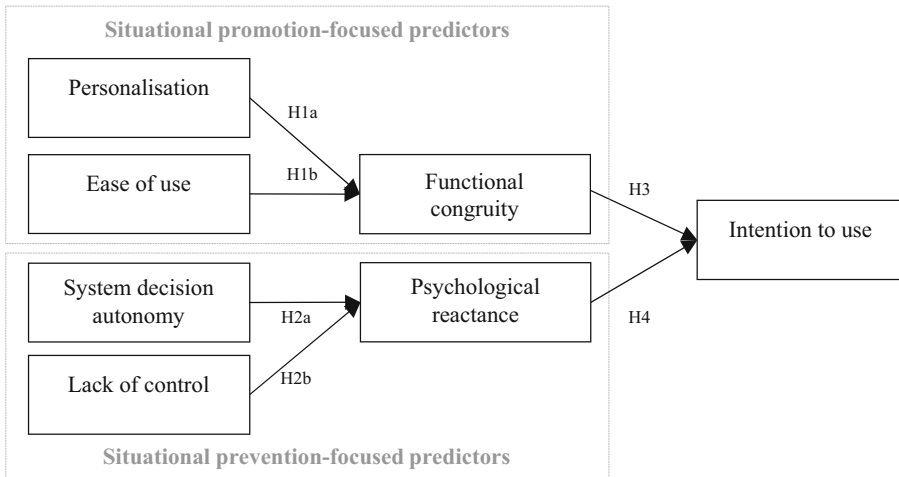 Situational promotion-focused predictors
Personalisation
H1a
Ease of use
H1b
Functional
congruity
H3
Intention to use
System decision
autonomy
H2a
Psychological
reactance
H4
Lack of control
H2b
Situational prevention-focused predictors